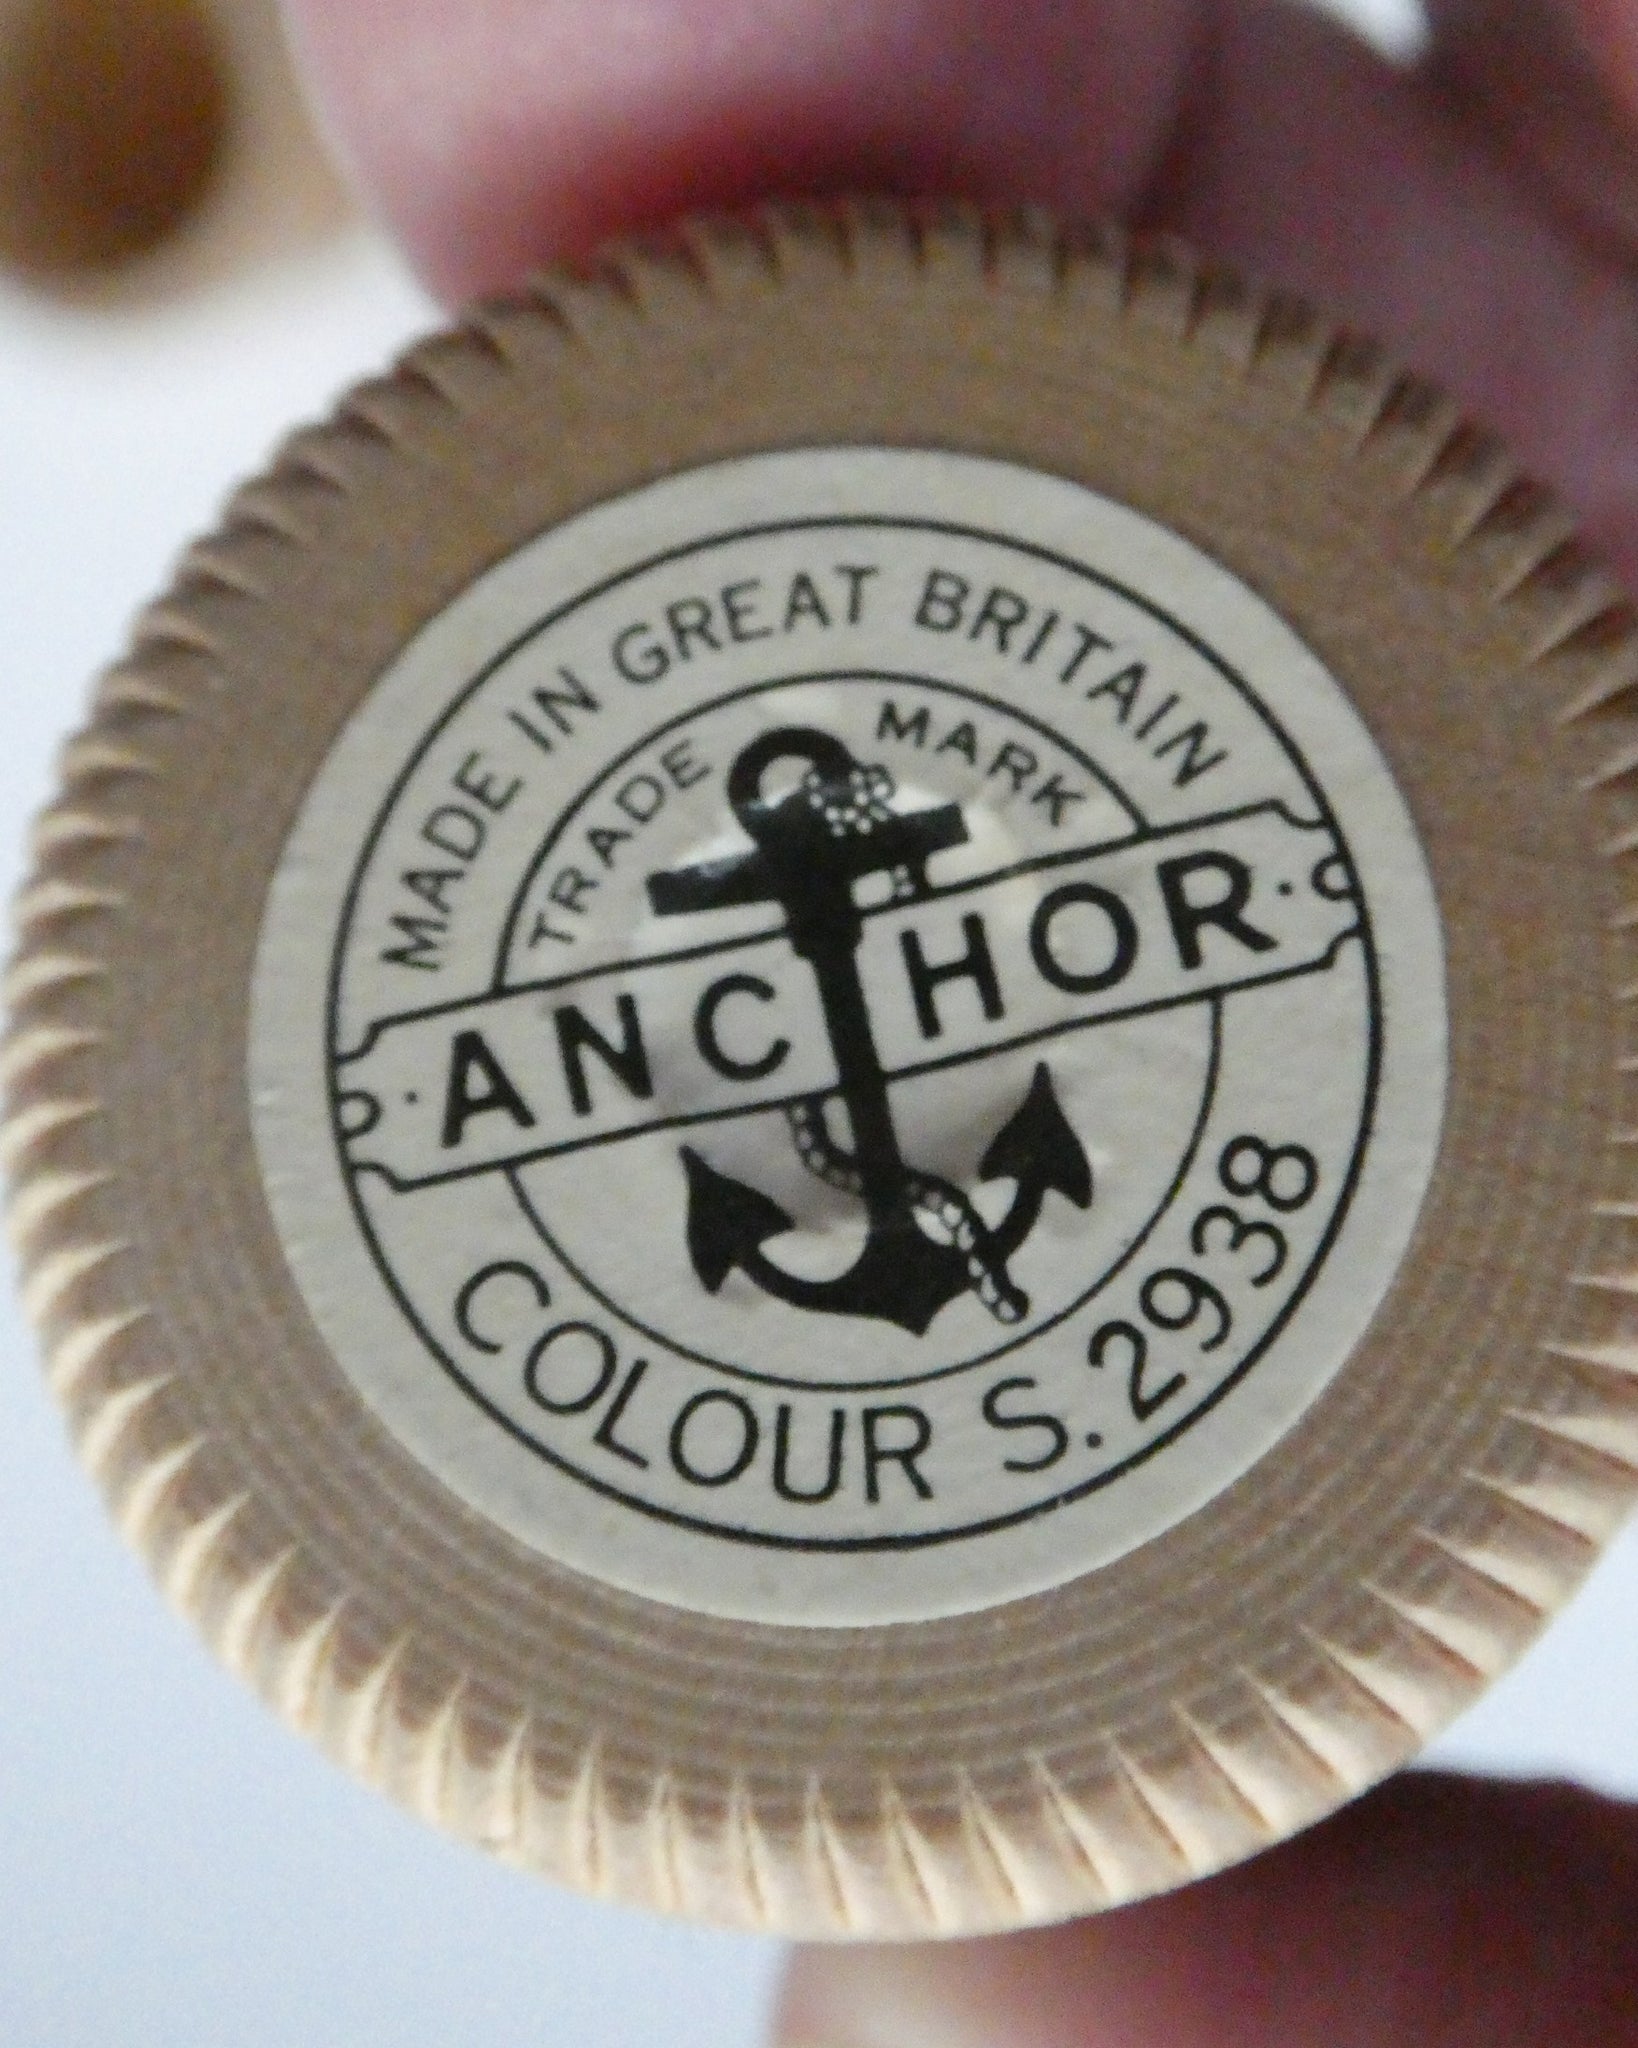 MADE IN GREAT BRITAIN
TRADE MARK
·ANCHOR·
COLOUR S.2938